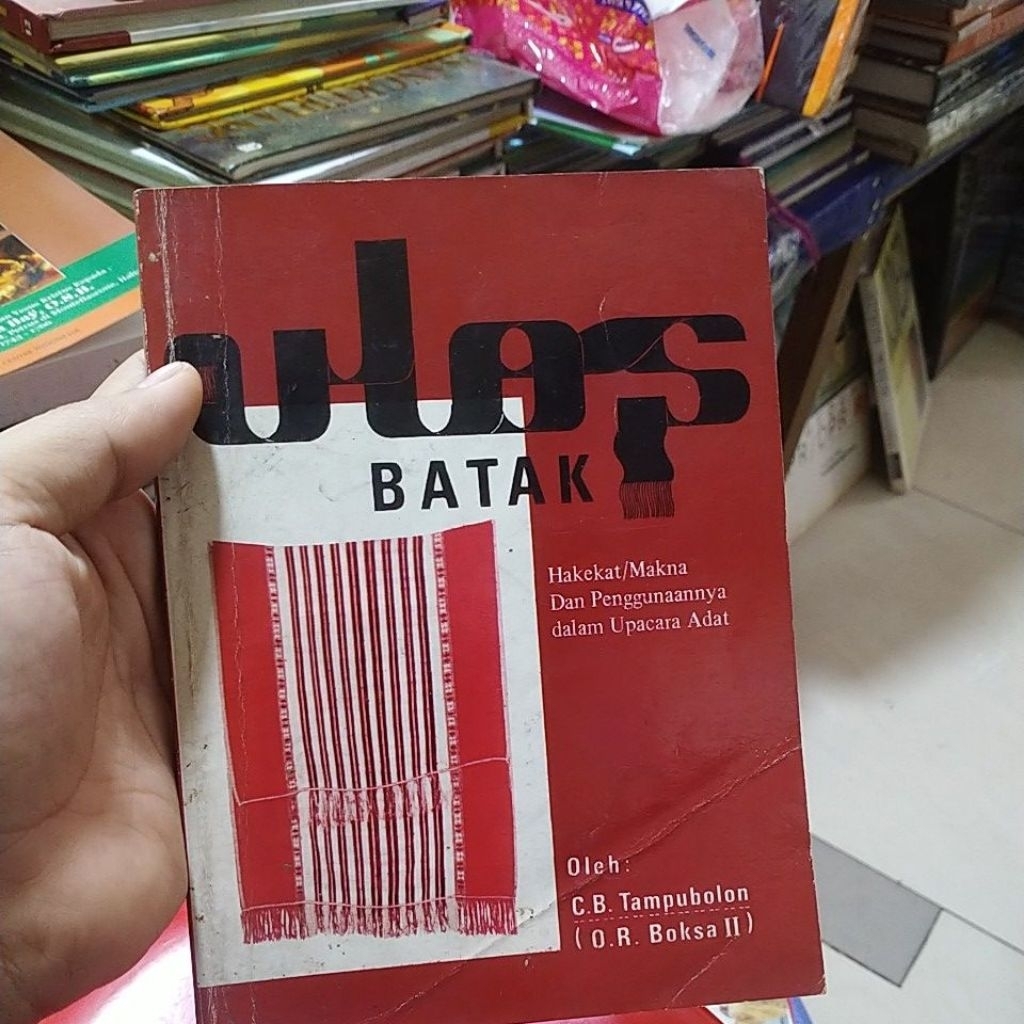 ulos
BATAK
Hakekat/Makna
Dan Penggunaannya
dalam Upacara Adat
Oleh:
C.B. Tampubolon
(O.R. Boksa II)